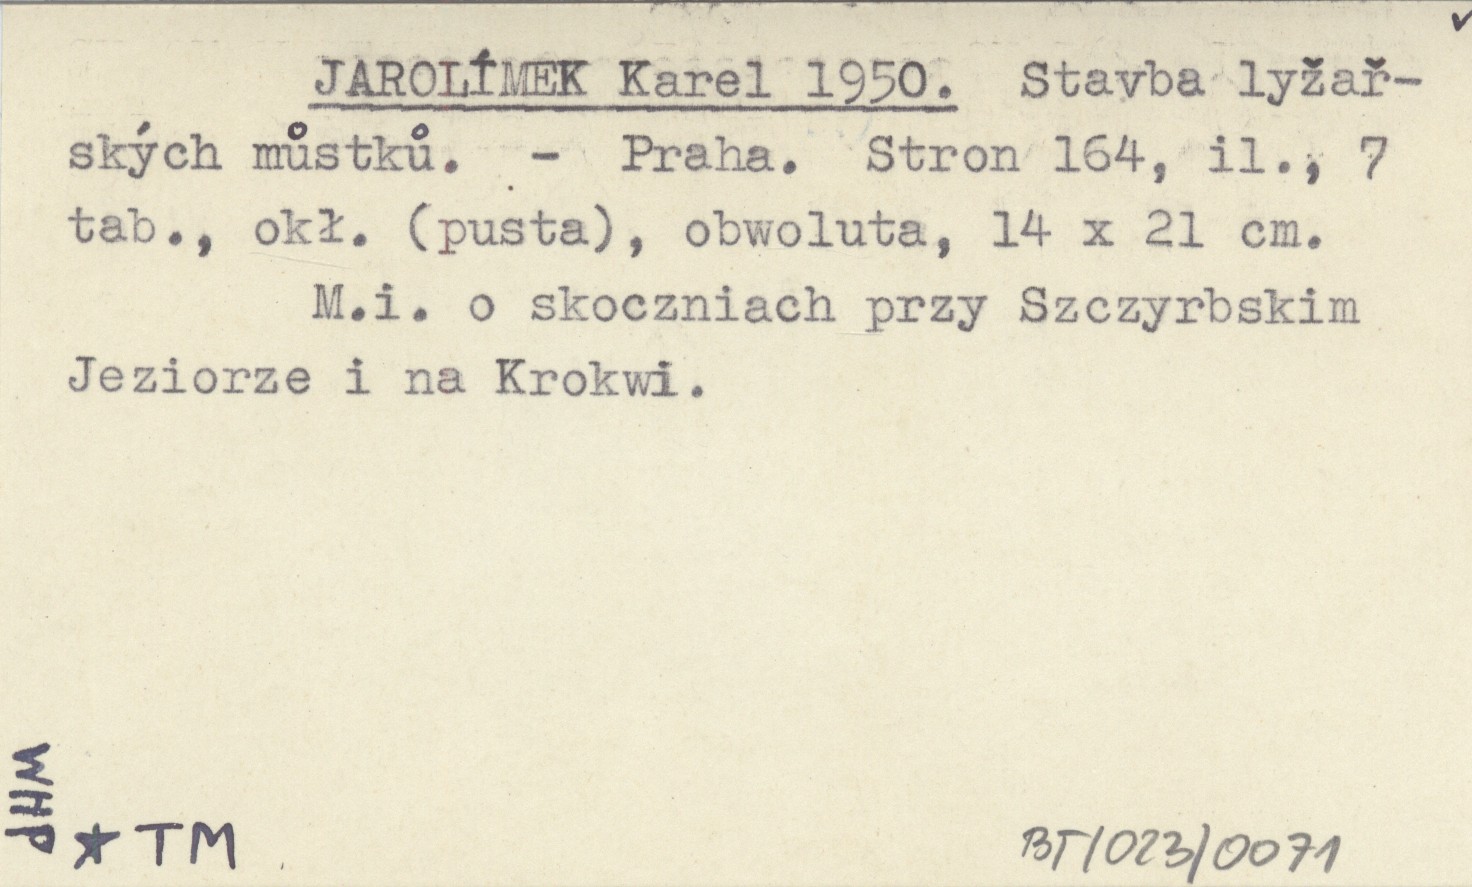 JAROLÍMEK Karel 1950. Stavba lyžař-
ských můstků. - Praha. Stron 164, il., 7
tab., okł. (pusta), obwoluta, 14 x 21 cm.
M.i. o skoczniach przy Szczyrbskim
Jeziorze i na Krokwi.
WHP
★ TM
BT/023/0071